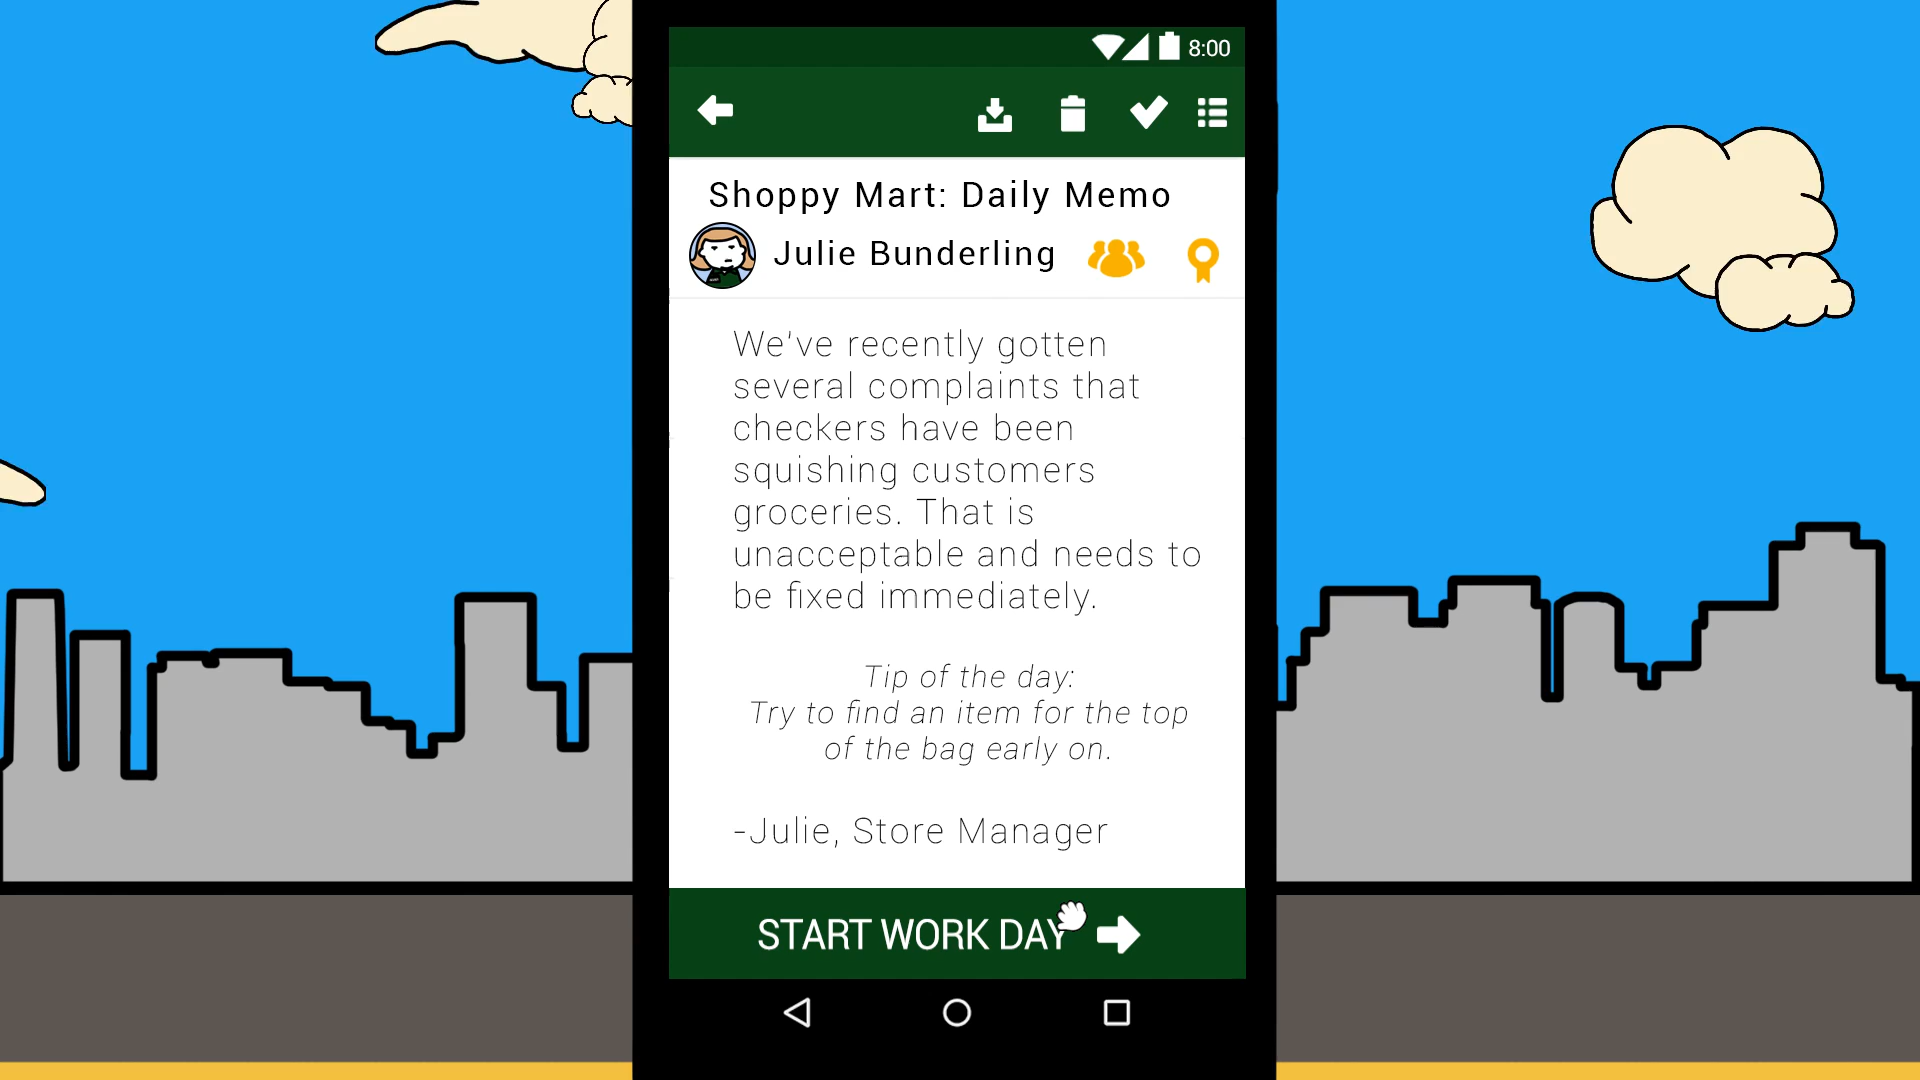 8:00
Shoppy Mart: Daily Memo
Julie Bunderling
We've recently gotten
several complaints that
checkers have been
squishing customers
groceries. That is
unacceptable and needs to
be fixed immediately.
Tip of the day:
Try to find an item for the top
of the bag early on.
-Julie, Store Manager
START WORK DAY